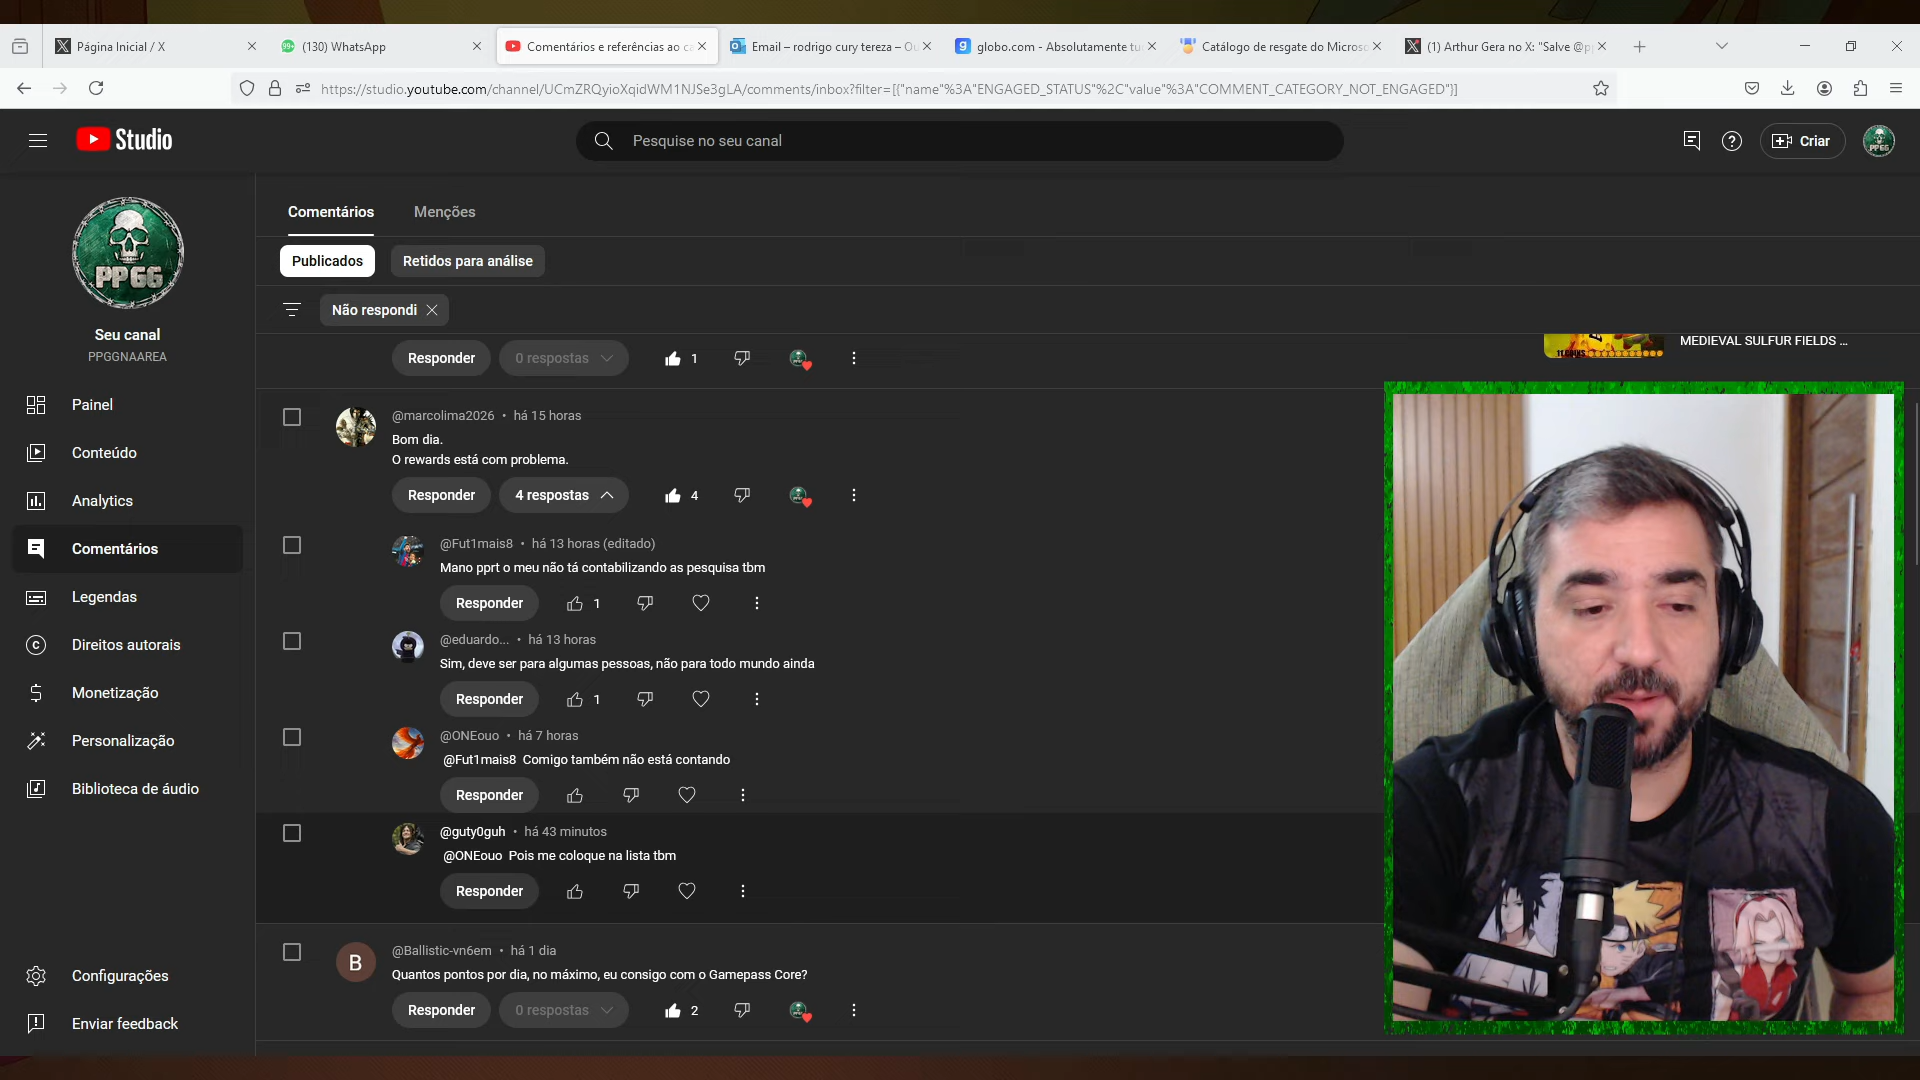 Página Inicial / X
(130) WhatsApp
Comentários e referências ao ca
Email – rodrigo cury tereza – Ou
globo.com - Absolutamente tu
Catálogo de resgate do Microso
(1) Arthur Gera no X: "Salve @pp
https://studio.youtube.com/channel/UCmZRQyioXqidWM1NJSe3gLA/comments/inbox?filter=[{"name"%3A"ENGAGED_STATUS"%2C"value"%3A"COMMENT_CATEGORY_NOT_ENGAGED"}]
Studio
Pesquise no seu canal
Criar
PPGG
Seu canal
PPGGNAAREA
Painel
Conteúdo
Analytics
Comentários
Legendas
Direitos autorais
Monetização
Personalização
Biblioteca de áudio
Configurações
Enviar feedback
Comentários
Menções
Publicados
Retidos para análise
Não respondi
Responder
0 respostas
1
MEDIEVAL SULFUR FIELDS ...
@marcolima2026 • há 15 horas
Bom dia.
O rewards está com problema.
Responder
4 respostas
4
@Fut1mais8 • há 13 horas (editado)
Mano pprt o meu não tá contabilizando as pesquisa tbm
Responder
1
@eduardo... • há 13 horas
Sim, deve ser para algumas pessoas, não para todo mundo ainda
Responder
1
@ONEouo • há 7 horas
@Fut1mais8 Comigo também não está contando
Responder
@guty0guh • há 43 minutos
@ONEouo Pois me coloque na lista tbm
Responder
B
@Ballistic-vn6em • há 1 dia
Quantos pontos por dia, no máximo, eu consigo com o Gamepass Core?
Responder
0 respostas
2